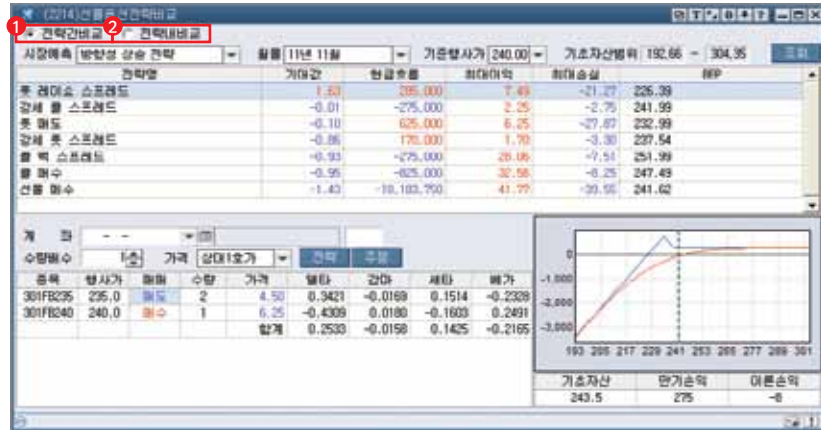 (2214)선물옵션전략비교
1 전략간비교 2 전략내비교
시장예측 방향성 상승 전략 월물 11년 11월 기준행사가 240.00 기초자산범위 192.66 ~ 304.35 조회
전략명 기대값 현금흐름 최대이익 최대손실 BEP
풋 레이쇼 스프레드 1.63 285,000 7.49 -21.27 226.39
강세 콜 스프레드 -0.01 -275,000 2.25 -2.75 241.99
풋 매도 -0.10 625,000 6.25 -27.87 232.99
강세 풋 스프레드 -0.86 170,000 1.70 -3.30 237.54
콜 백 스프레드 -0.93 -275,000 28.06 -7.51 251.99
콜 매수 -0.95 -825,000 32.56 -8.25 247.49
선물 매수 -1.43 -18,183,750 41.77 -39.55 241.62
계 좌 - -
수량배수 1 가격 상대1호가 전략 주문
종목 행사가 매매 수량 가격 델타 감마 세타 베가
301FB235 235.0 매도 2 4.50 0.3421 -0.0169 0.1514 -0.2328
301FB240 240.0 매수 1 6.25 -0.4309 0.0180 -0.1603 0.2491
합계 0.2533 -0.0158 0.1425 -0.2165
0
-1,000
-2,000
-3,000
193 205 217 229 241 253 265 277 289 301
기초자산 만기손익 이론손익
243.5 275 -8